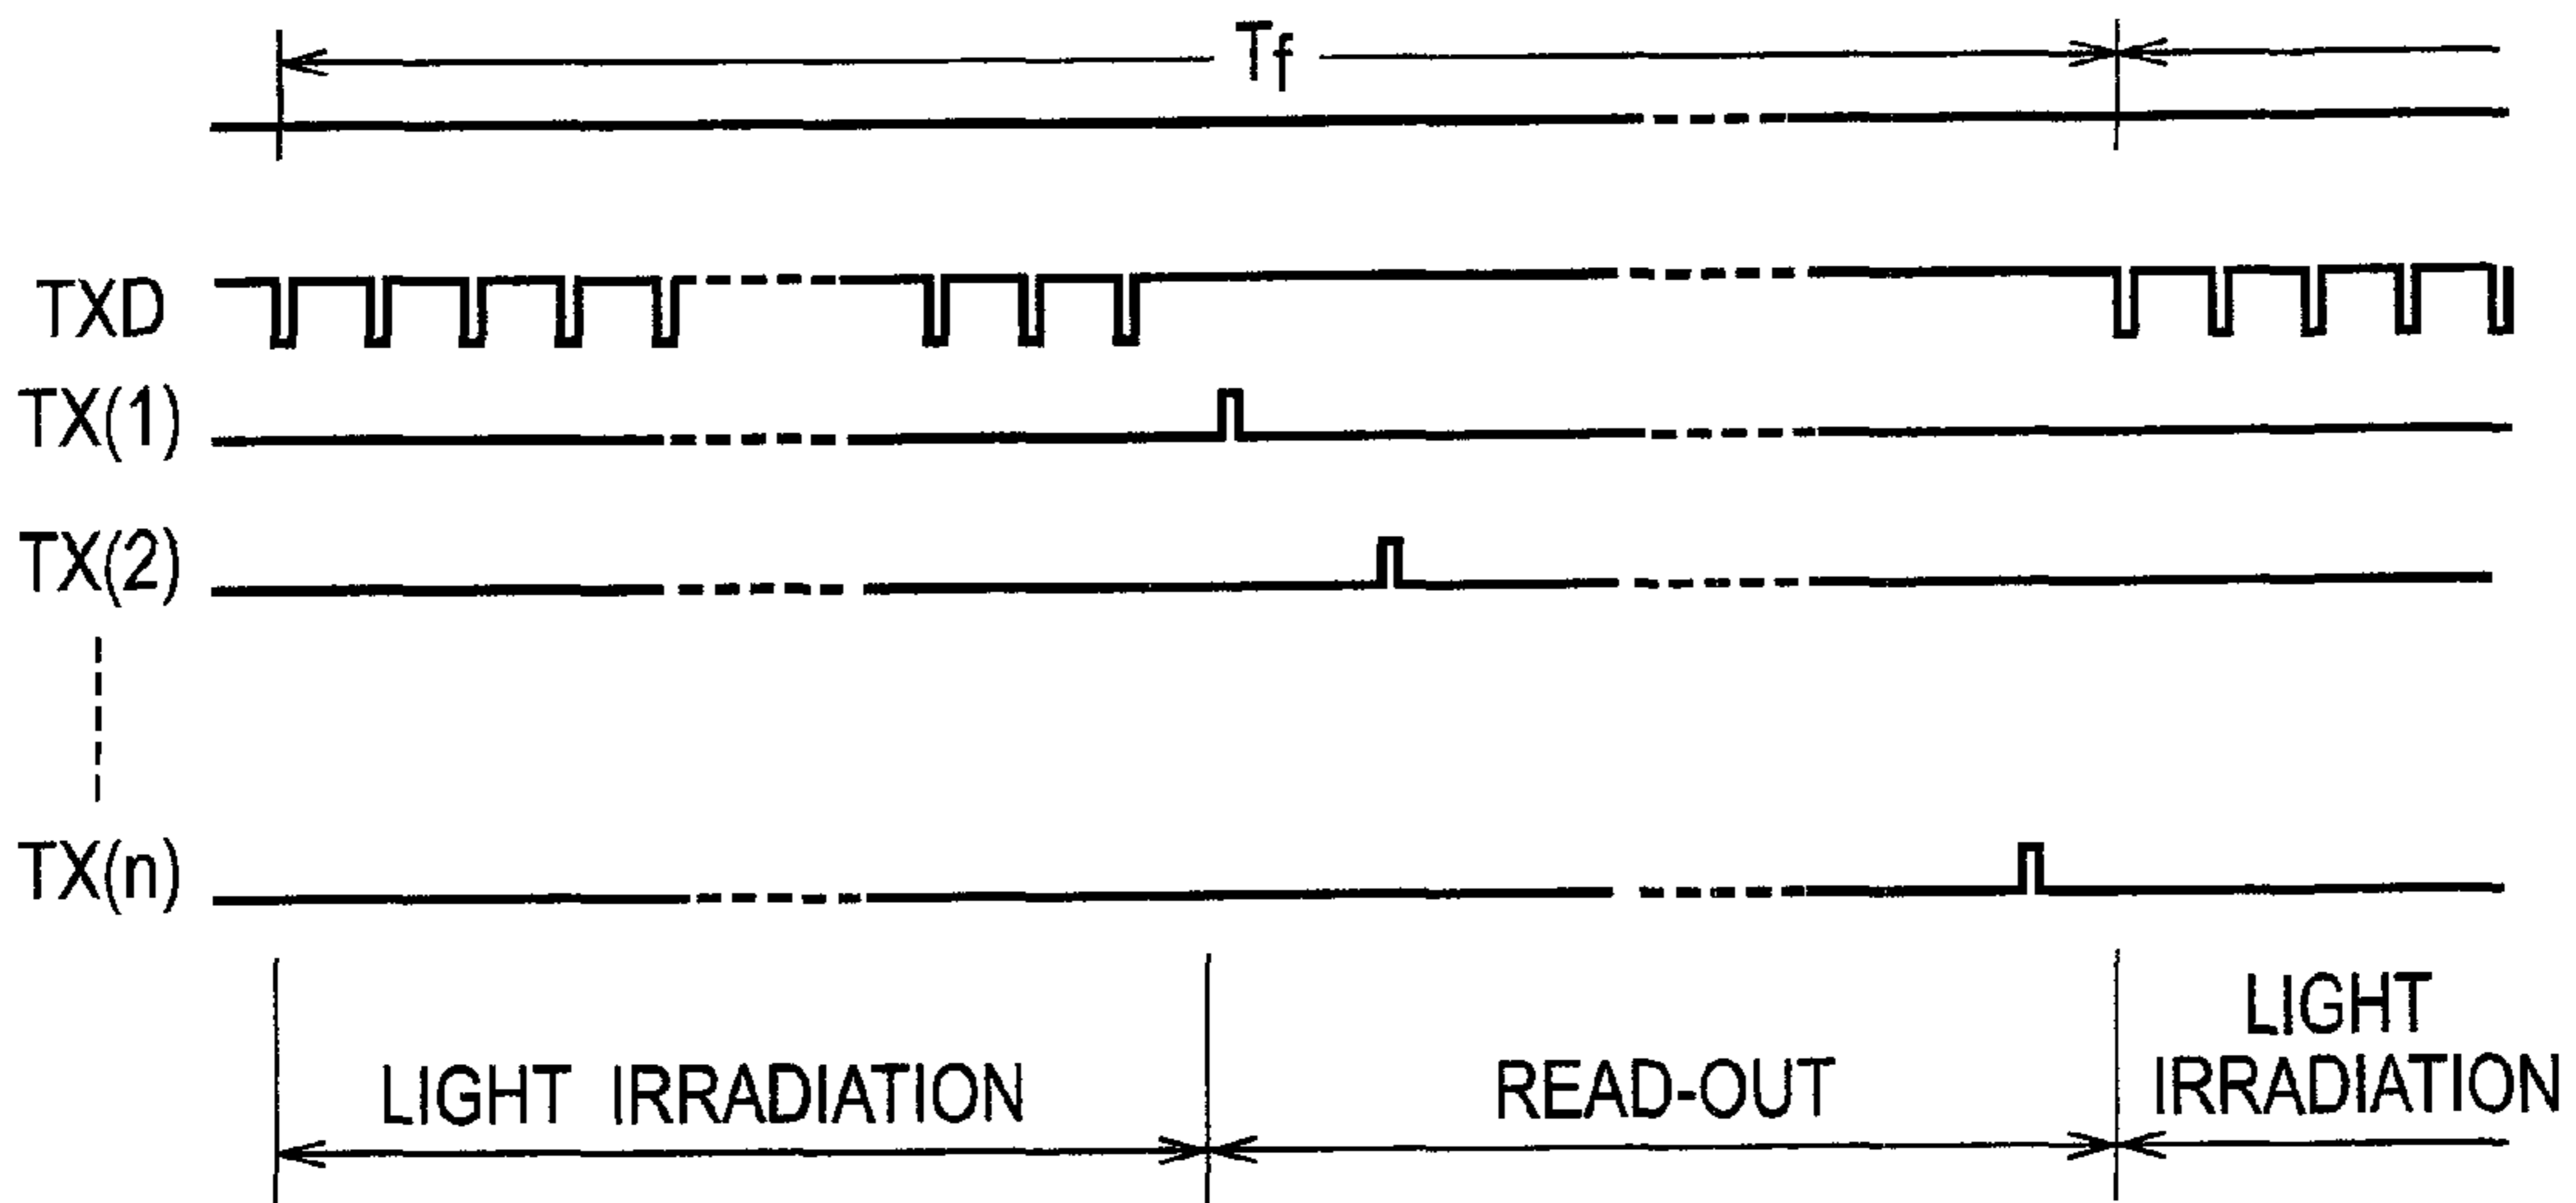 Tf
TXD
TX(1)
TX(2)
TX(n)
LIGHT IRRADIATION
READ-OUT
LIGHT
IRRADIATION